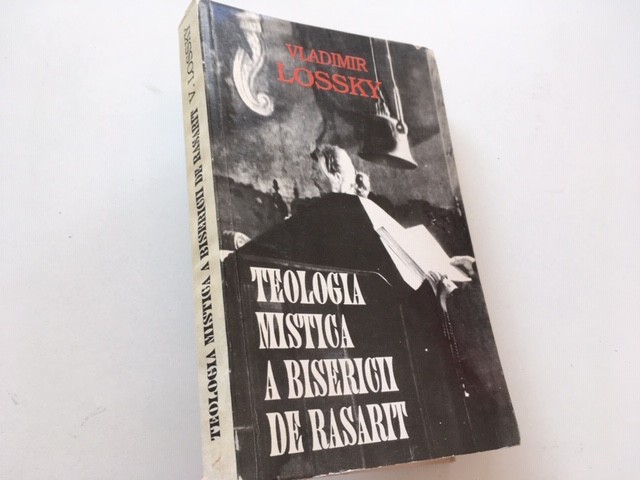 VLADIMIR
LOSSKY
TEOLOGIA
MISTICA
A BISERICII
DE RASARIT
TEOLOGIA MISTICA A BISERICII DE RASARIT V. LOSSKY